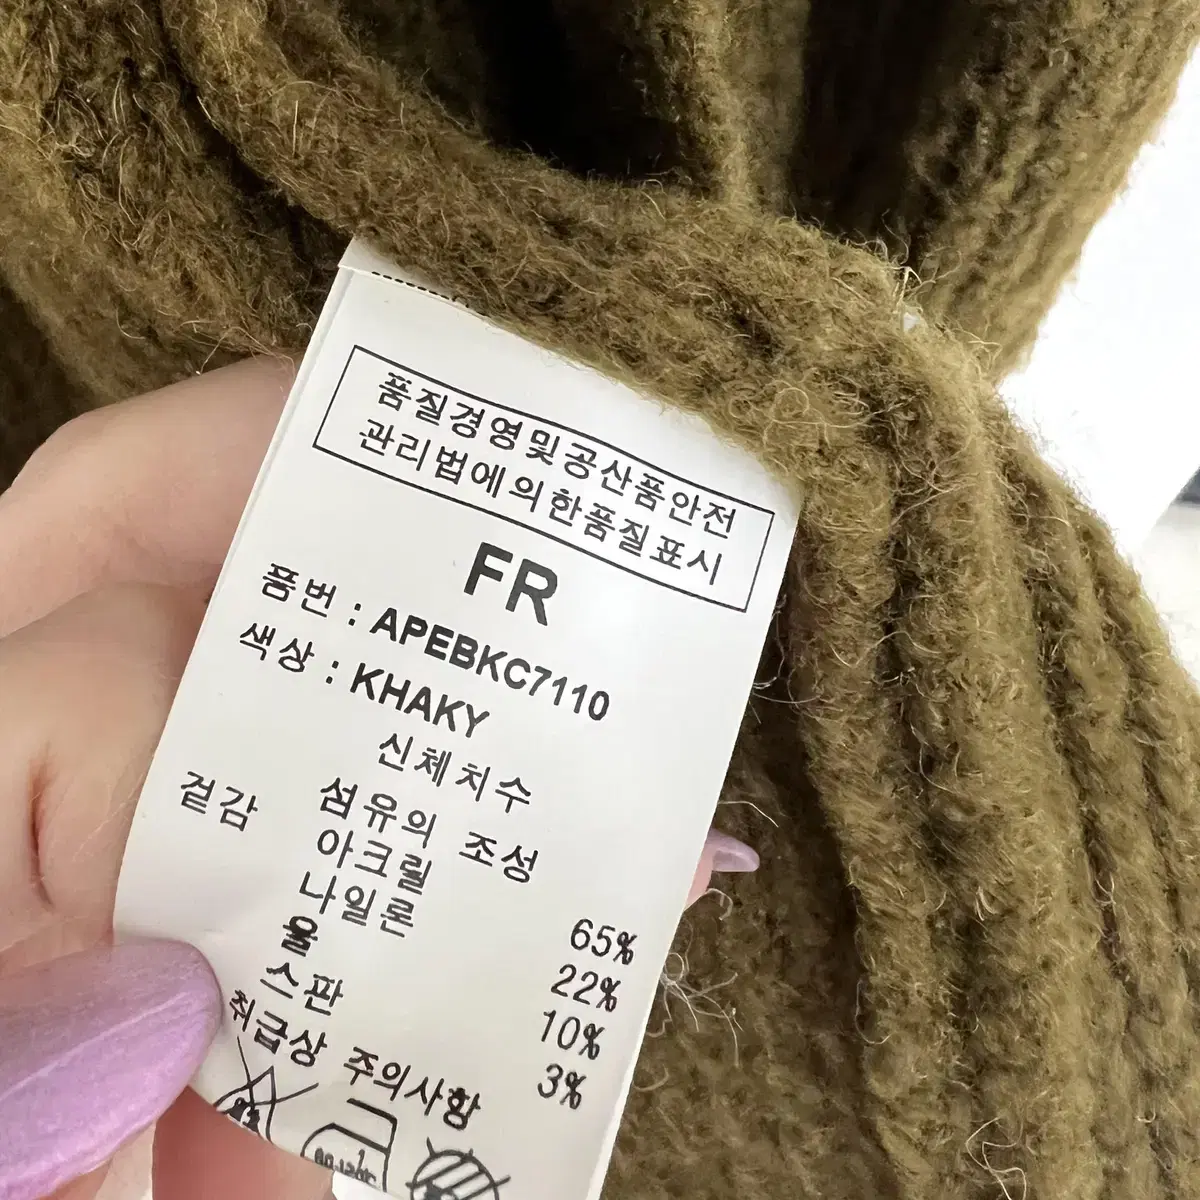 품질경영및공산품안전
관리법에의한품질표시
FR
품번 : APEBKC7110
색상 : KHAKY
신체치수
겉감 섬유의 조성
아크릴 65%
나일론 22%
울 10%
스판 3%
취급상 주의사항